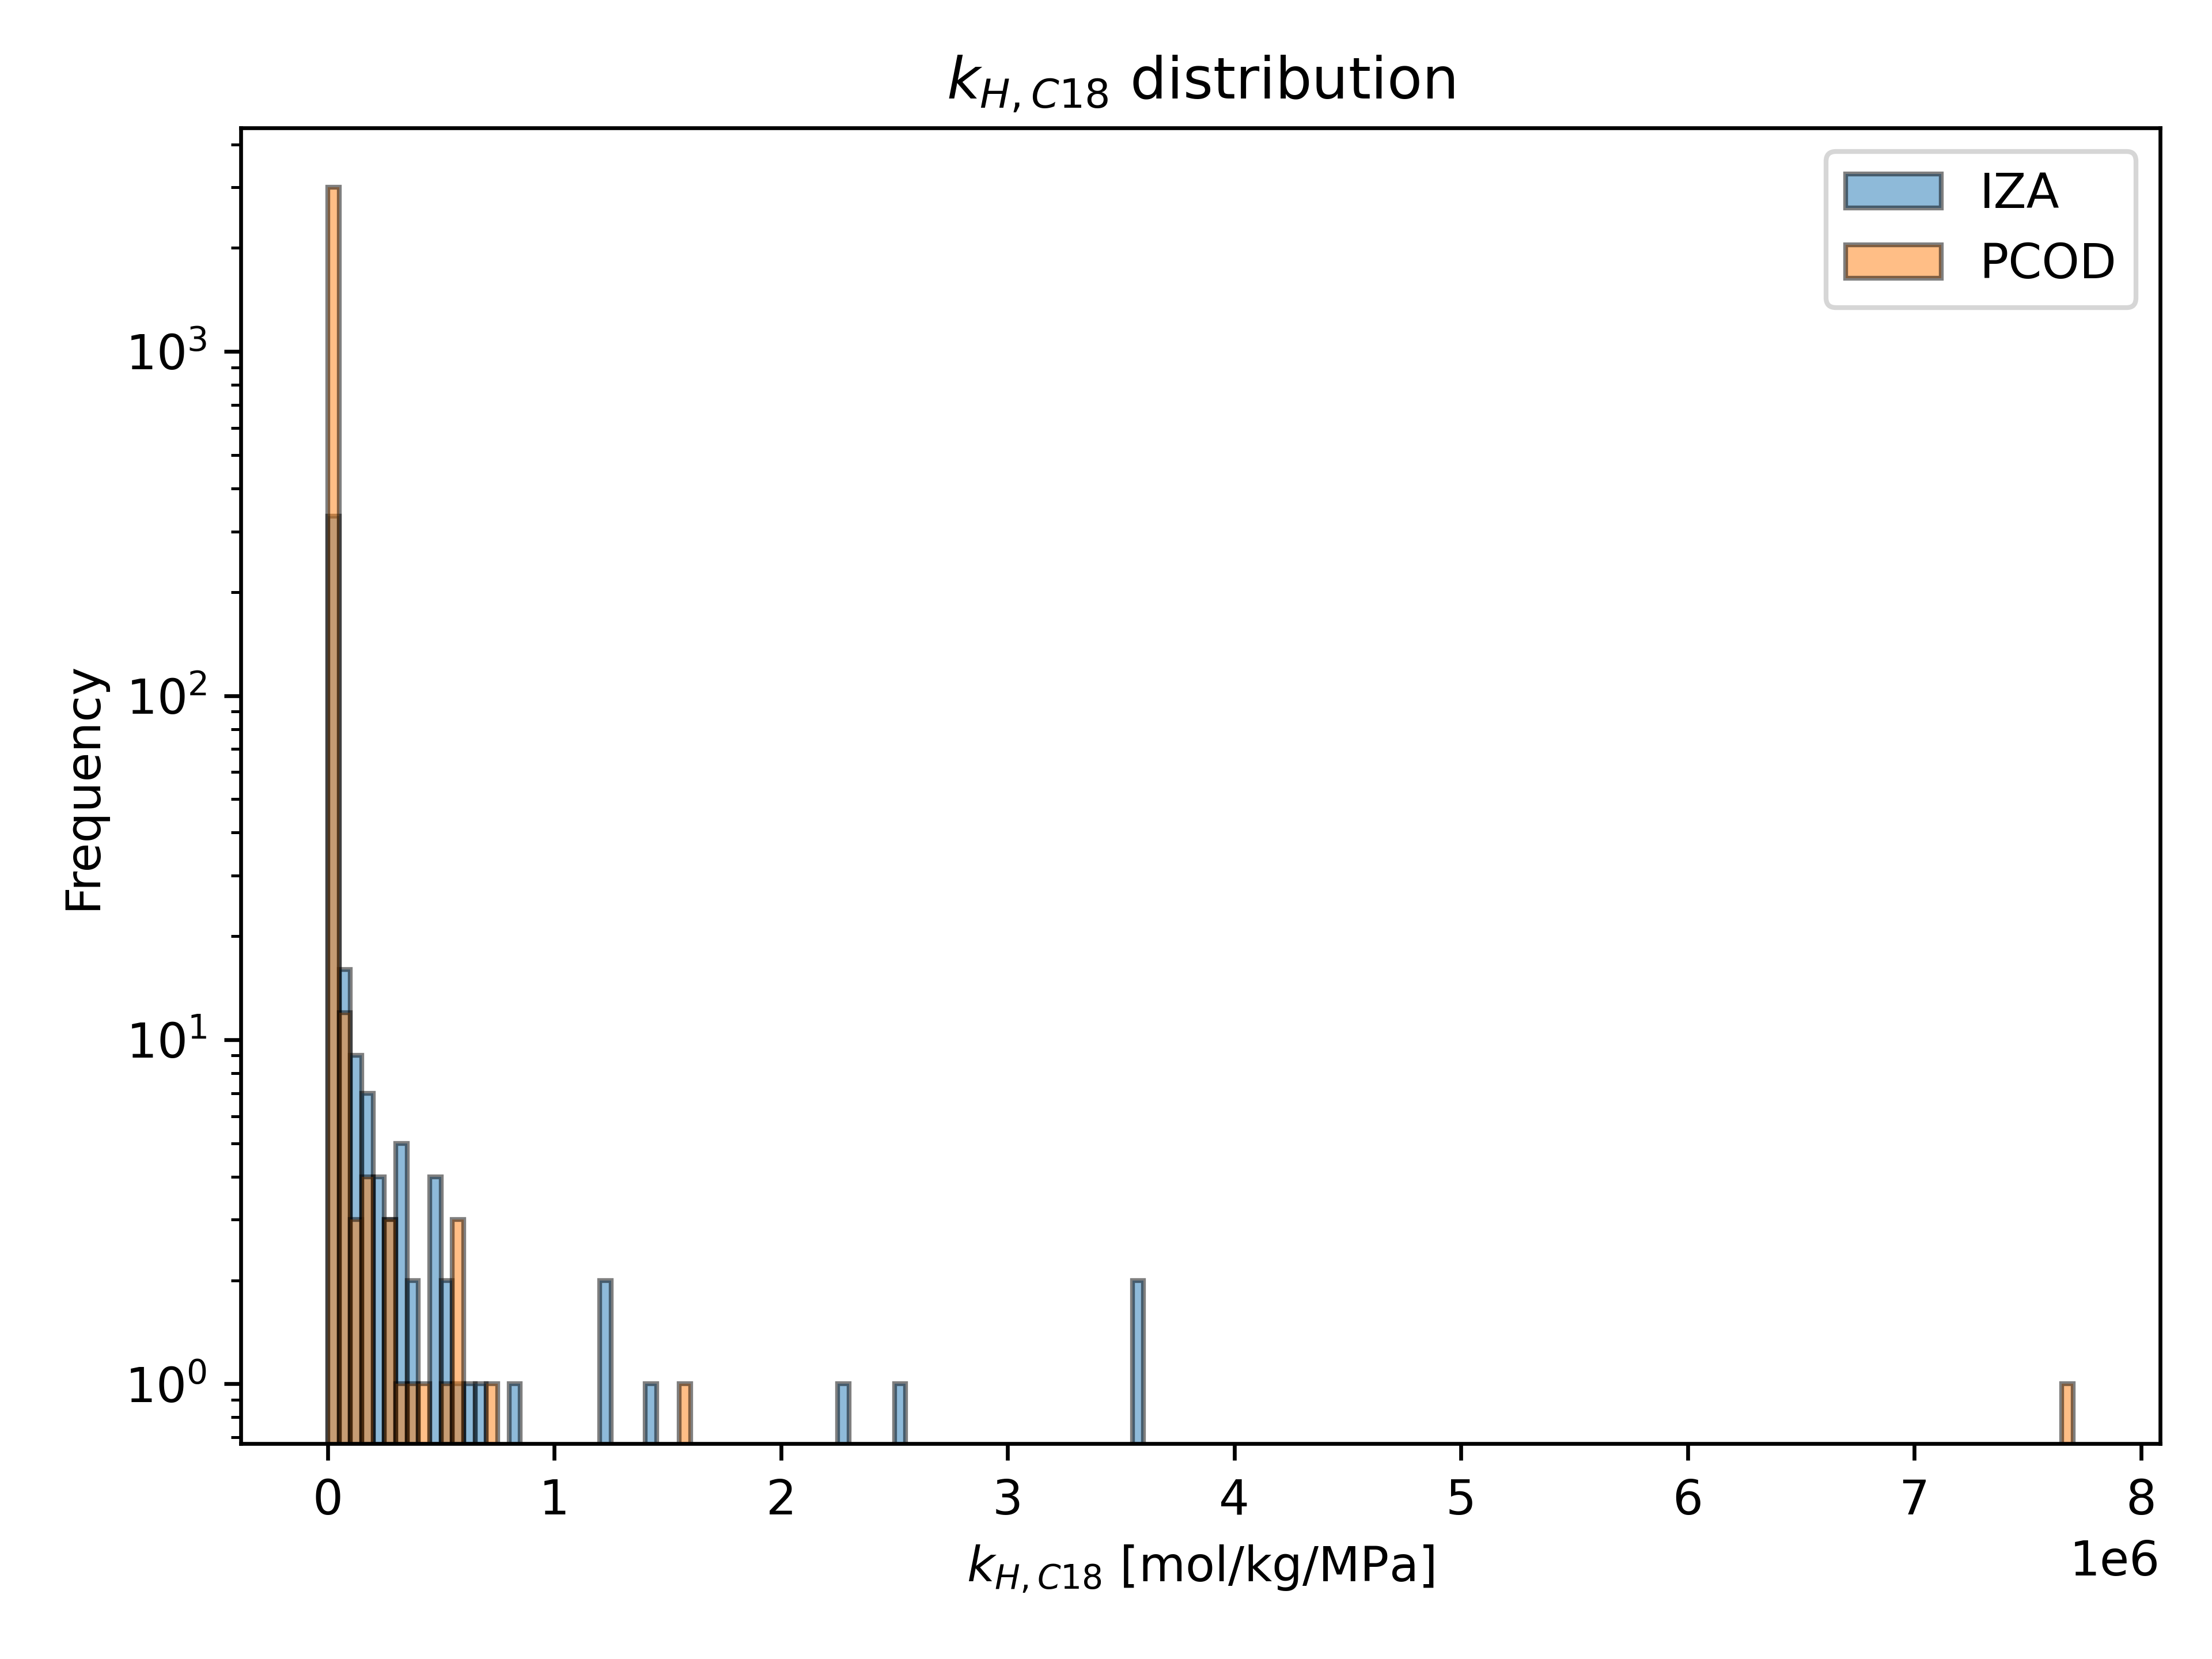 k_{H, C18} distribution
IZA
PCOD
Frequency
10^3
10^2
10^1
10^0
0 1 2 3 4 5 6 7 8
1e6
k_{H, C18} [mol/kg/MPa]